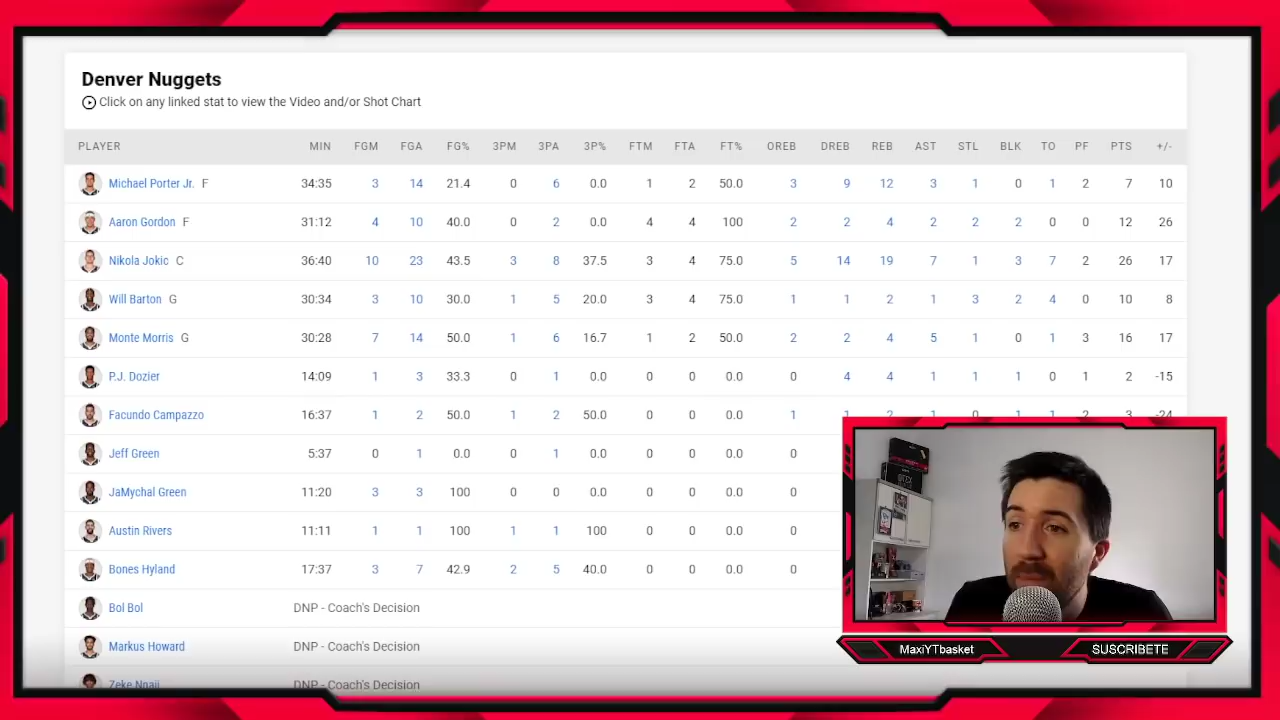 Denver Nuggets
Click on any linked stat to view the Video and/or Shot Chart
PLAYER MIN FGM FGA FG% 3PM 3PA 3P% FTM FTA FT% OREB DREB REB AST STL BLK TO PF PTS +/-
Michael Porter Jr. F 34:35 3 14 21.4 0 6 0.0 1 2 50.0 3 9 12 3 1 0 1 2 7 10
Aaron Gordon F 31:12 4 10 40.0 0 2 0.0 4 4 100 2 2 4 2 2 2 0 0 12 26
Nikola Jokic C 36:40 10 23 43.5 3 8 37.5 3 4 75.0 5 14 19 7 1 3 7 2 26 17
Will Barton G 30:34 3 10 30.0 1 5 20.0 3 4 75.0 1 1 2 1 3 2 4 0 10 8
Monte Morris G 30:28 7 14 50.0 1 6 16.7 1 2 50.0 2 2 4 5 1 0 1 3 16 17
P.J. Dozier 14:09 1 3 33.3 0 1 0.0 0 0 0.0 0 4 4 1 1 1 0 1 2 -15
Facundo Campazzo 16:37 1 2 50.0 1 2 50.0 0 0 0.0 1 1 2 1 0 1 1 2 3 -24
Jeff Green 5:37 0 1 0.0 0 1 0.0 0 0 0.0 0
JaMychal Green 11:20 3 3 100 0 0 0.0 0 0 0.0 0
Austin Rivers 11:11 1 1 100 1 1 100 0 0 0.0 0
Bones Hyland 17:37 3 7 42.9 2 5 40.0 0 0 0.0 0
Bol Bol DNP - Coach's Decision
Markus Howard DNP - Coach's Decision
Zeke Nnaji DNP - Coach's Decision
MaxiYTbasket
SUSCRIBETE